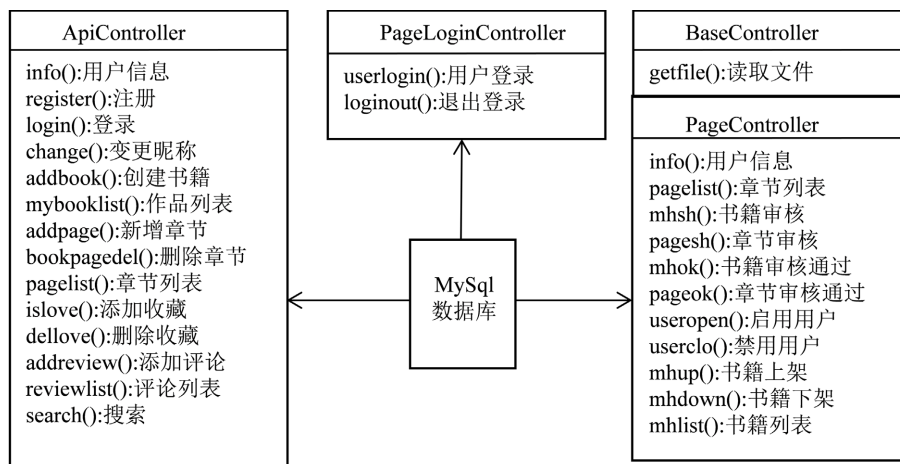 ApiController
info():用户信息
register():注册
login():登录
change():变更昵称
addbook():创建书籍
mybooklist():作品列表
addpage():新增章节
bookpagedel():删除章节
pagelist():章节列表
islove():添加收藏
dellove():删除收藏
addreview():添加评论
reviewlist():评论列表
search():搜索
PageLoginController
userlogin():用户登录
loginout():退出登录
MySql
数据库
BaseController
getfile():读取文件
PageController
info():用户信息
pagelist():章节列表
mhsh():书籍审核
pagesh():章节审核
mhok():书籍审核通过
pageok():章节审核通过
useropen():启用用户
userclo():禁用用户
mhup():书籍上架
mhdown():书籍下架
mhlist():书籍列表